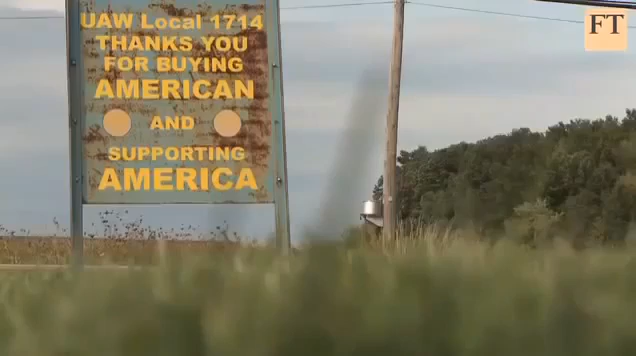 UAW Local 1714
THANKS YOU
FOR BUYING
AMERICAN
AND
SUPPORTING
AMERICA
FT